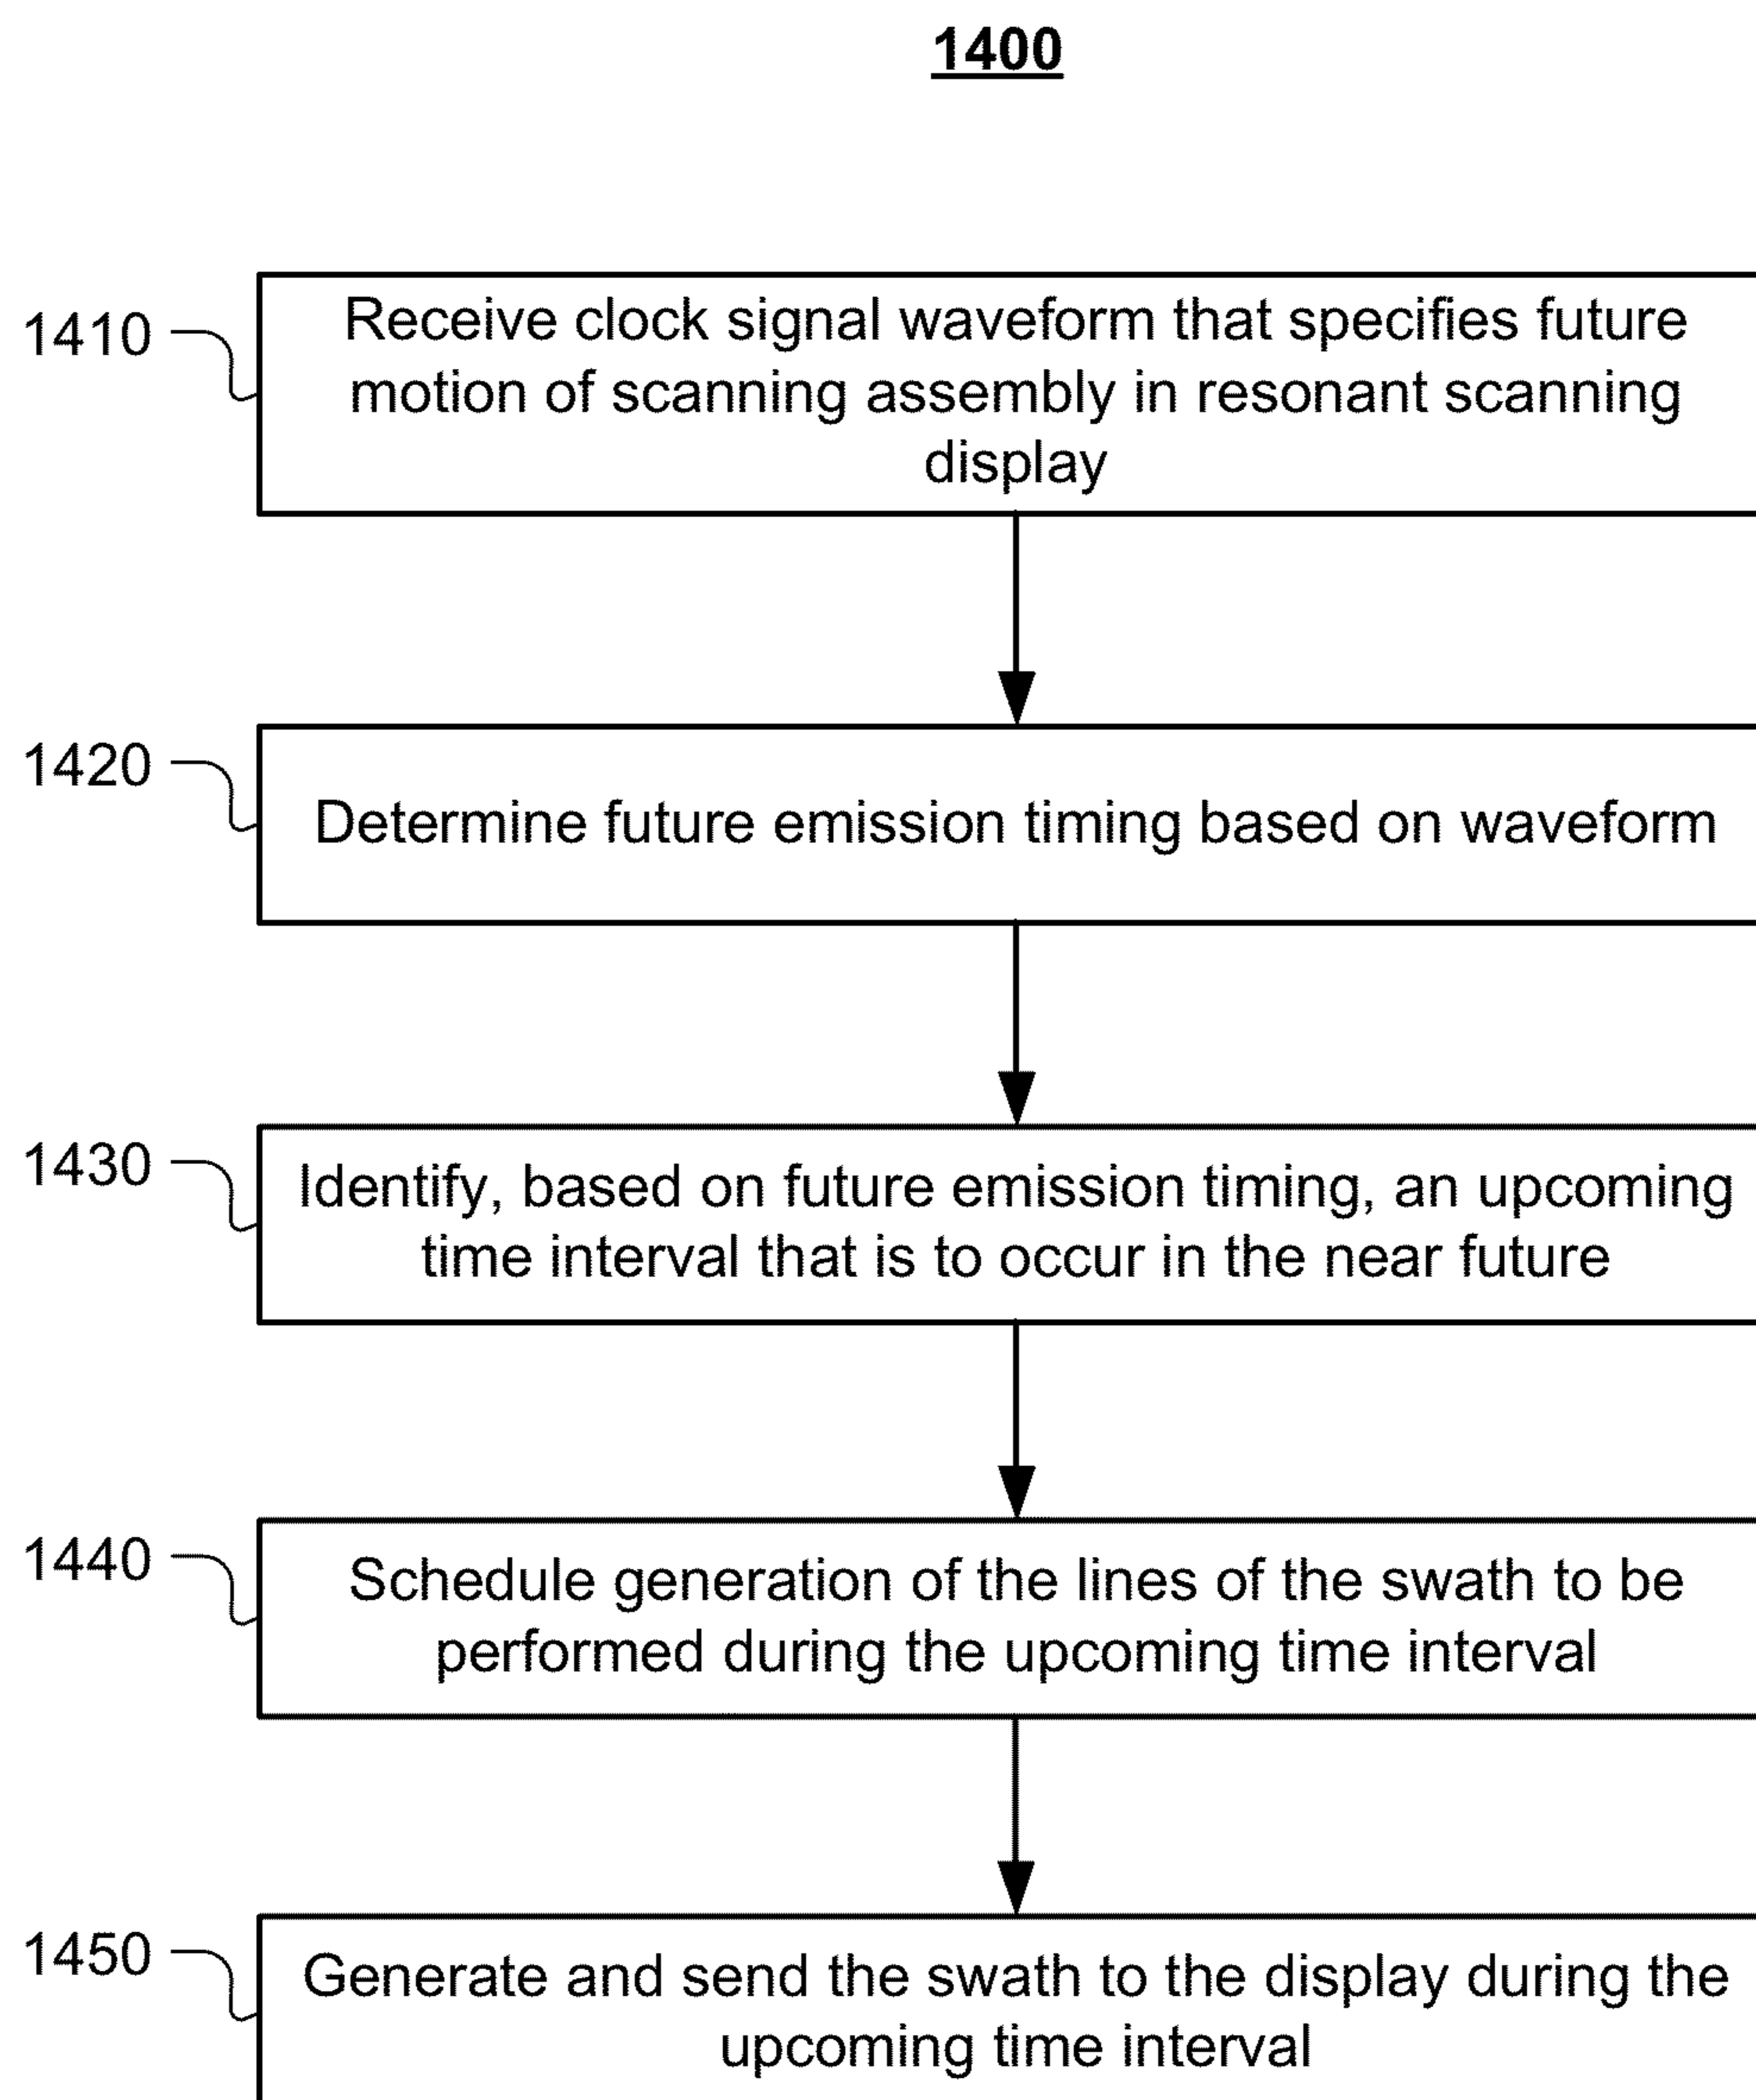 1400
1410
Receive clock signal waveform that specifies future
motion of scanning assembly in resonant scanning
display
1420
Determine future emission timing based on waveform
1430
Identify, based on future emission timing, an upcoming
time interval that is to occur in the near future
1440
Schedule generation of the lines of the swath to be
performed during the upcoming time interval
1450
Generate and send the swath to the display during the
upcoming time interval